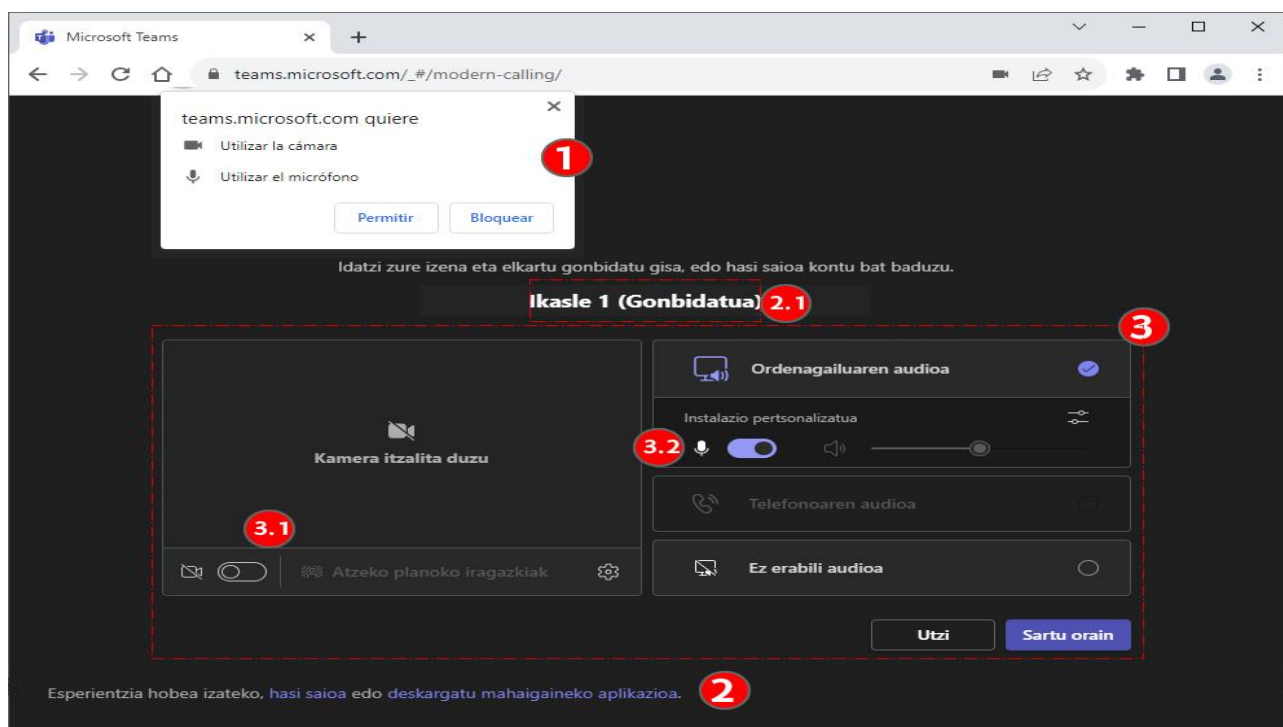 Microsoft Teams
teams.microsoft.com/_#/modern-calling/
teams.microsoft.com quiere
Utilizar la cámara
1
Utilizar el micrófono
Permitir
Bloquear
Idatzi zure izena eta elkartu gonbidatu gisa, edo hasi saioa kontu bat baduzu.
Ikasle 1 (Gonbidatua)
2.1
3
Kamera itzalita duzu
3.1
Atzeko planoko iragazkiak
Ordenagailuaren audioa
Instalazio pertsonalizatua
3.2
Telefonoaren audioa
Ez erabili audioa
Utzi
Sartu orain
Esperientzia hobea izateko, hasi saioa edo deskargatu mahaigaineko aplikazioa.
2